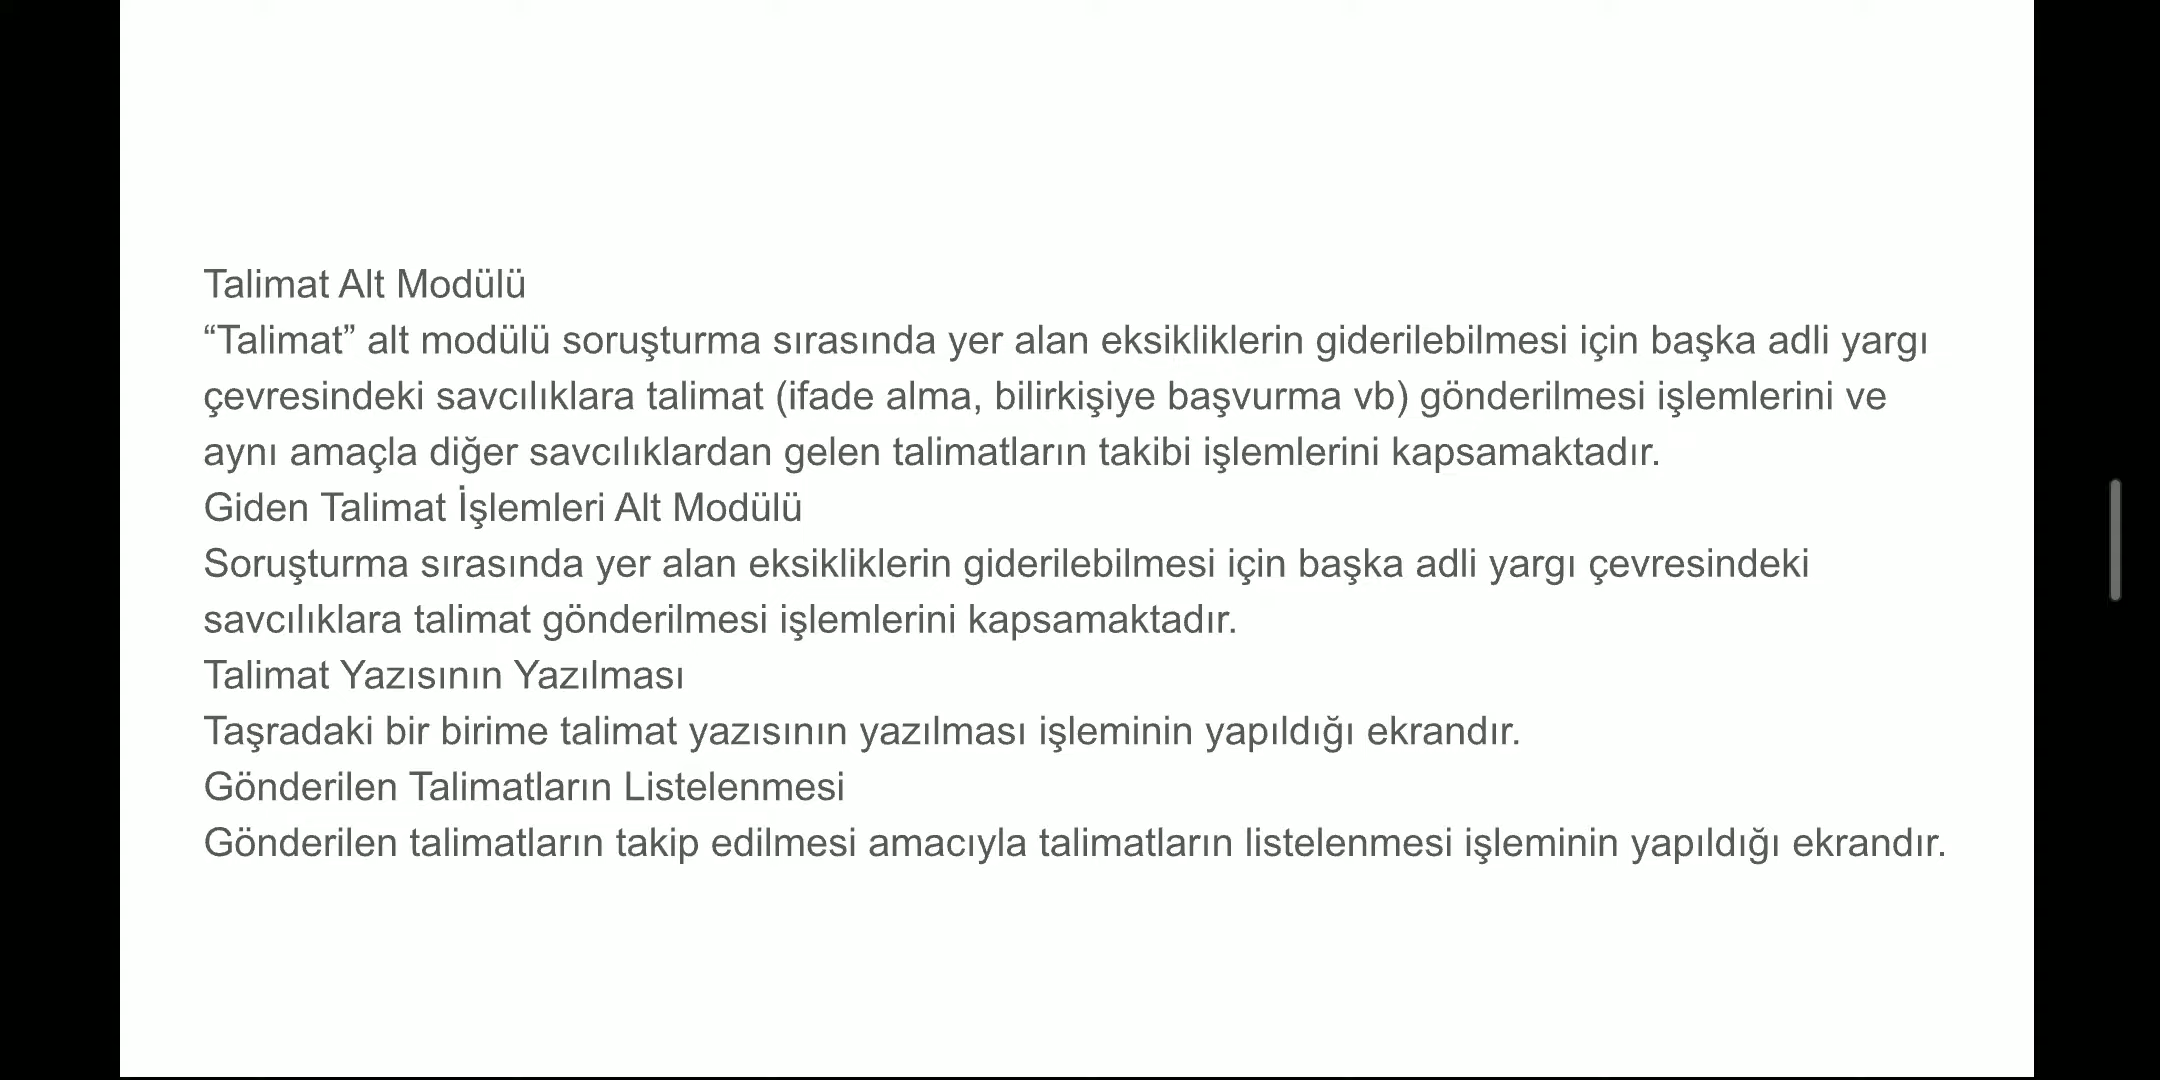 Talimat Alt Modülü
“Talimat” alt modülü soruşturma sırasında yer alan eksikliklerin giderilebilmesi için başka adli yargı
çevresindeki savcılıklara talimat (ifade alma, bilirkişiye başvurma vb) gönderilmesi işlemlerini ve
aynı amaçla diğer savcılıklardan gelen talimatların takibi işlemlerini kapsamaktadır.
Giden Talimat İşlemleri Alt Modülü
Soruşturma sırasında yer alan eksikliklerin giderilebilmesi için başka adli yargı çevresindeki
savcılıklara talimat gönderilmesi işlemlerini kapsamaktadır.
Talimat Yazısının Yazılması
Taşradaki bir birime talimat yazısının yazılması işleminin yapıldığı ekrandır.
Gönderilen Talimatların Listelenmesi
Gönderilen talimatların takip edilmesi amacıyla talimatların listelenmesi işleminin yapıldığı ekrandır.